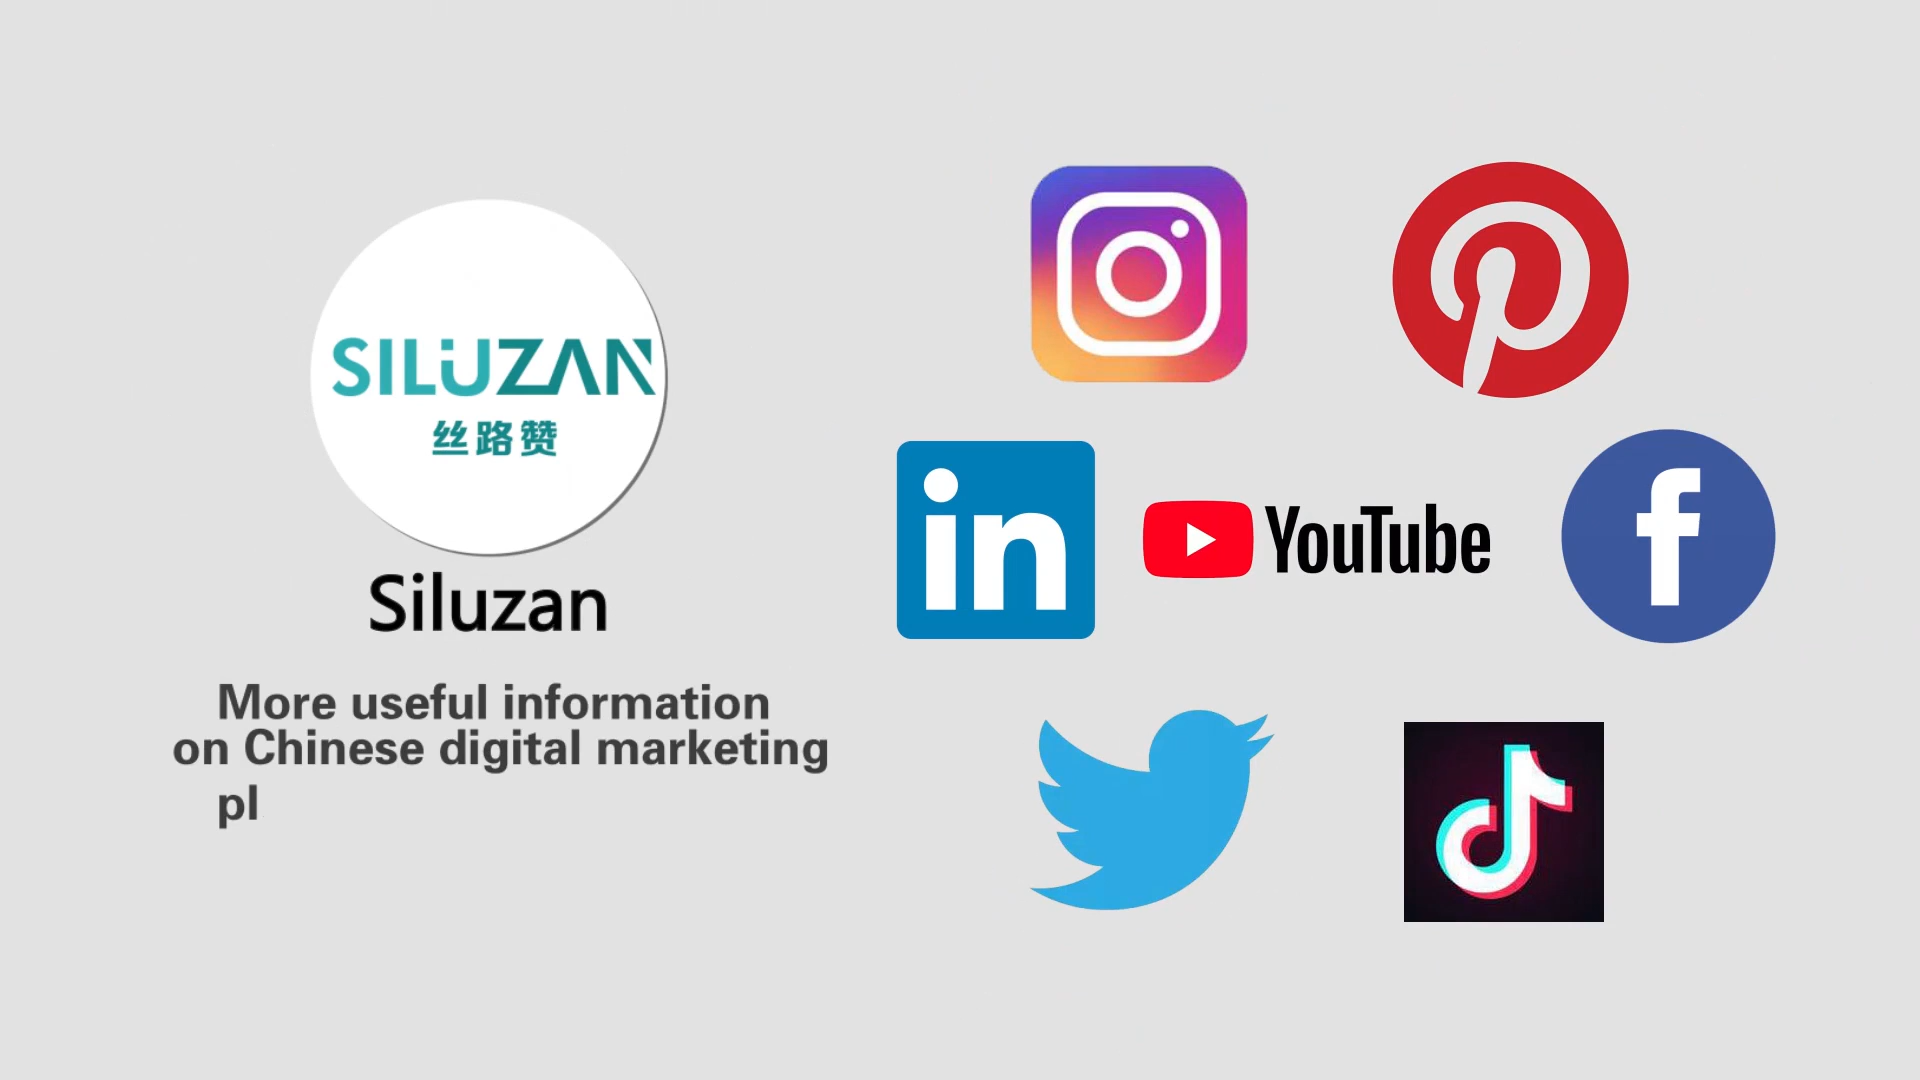 SILUZAN
丝路赞
Siluzan
More useful information
on Chinese digital marketing
pl
in
YouTube
f